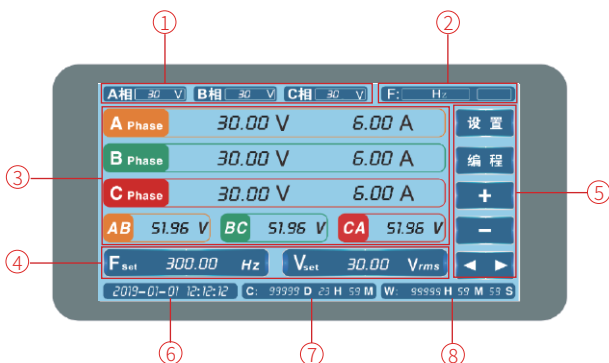 ① ②
A相 30 V B相 30 V C相 30 V F: Hz
A Phase 30.00 V 6.00 A 设置
B Phase 30.00 V 6.00 A 编程
③ C Phase 30.00 V 6.00 A + ⑤
AB 51.96 V BC 51.96 V CA 51.96 V −
④ Fset 300.00 Hz Vset 30.00 Vrms ◀ ▶
2019-01-01 12:12:12 C: 99999 D 23 H 59 M W: 99999 H 59 M 59 S
⑥ ⑦ ⑧